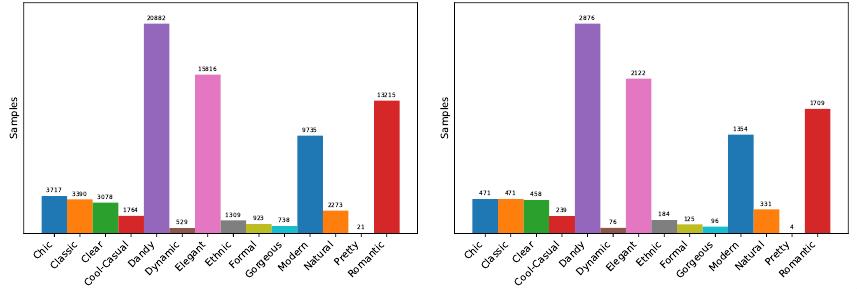 20882
15816
13215
9735
3717
3390
3078
1764
529
1309
923
738
2273
21
Samples
Chic
Classic
Clear
Cool-Casual
Dandy
Dynamic
Elegant
Ethnic
Formal
Gorgeous
Modern
Natural
Pretty
Romantic
2876
2122
1709
1354
471
471
458
239
76
184
125
96
331
4
Samples
Chic
Classic
Clear
Cool-Casual
Dandy
Dynamic
Elegant
Ethnic
Formal
Gorgeous
Modern
Natural
Pretty
Romantic